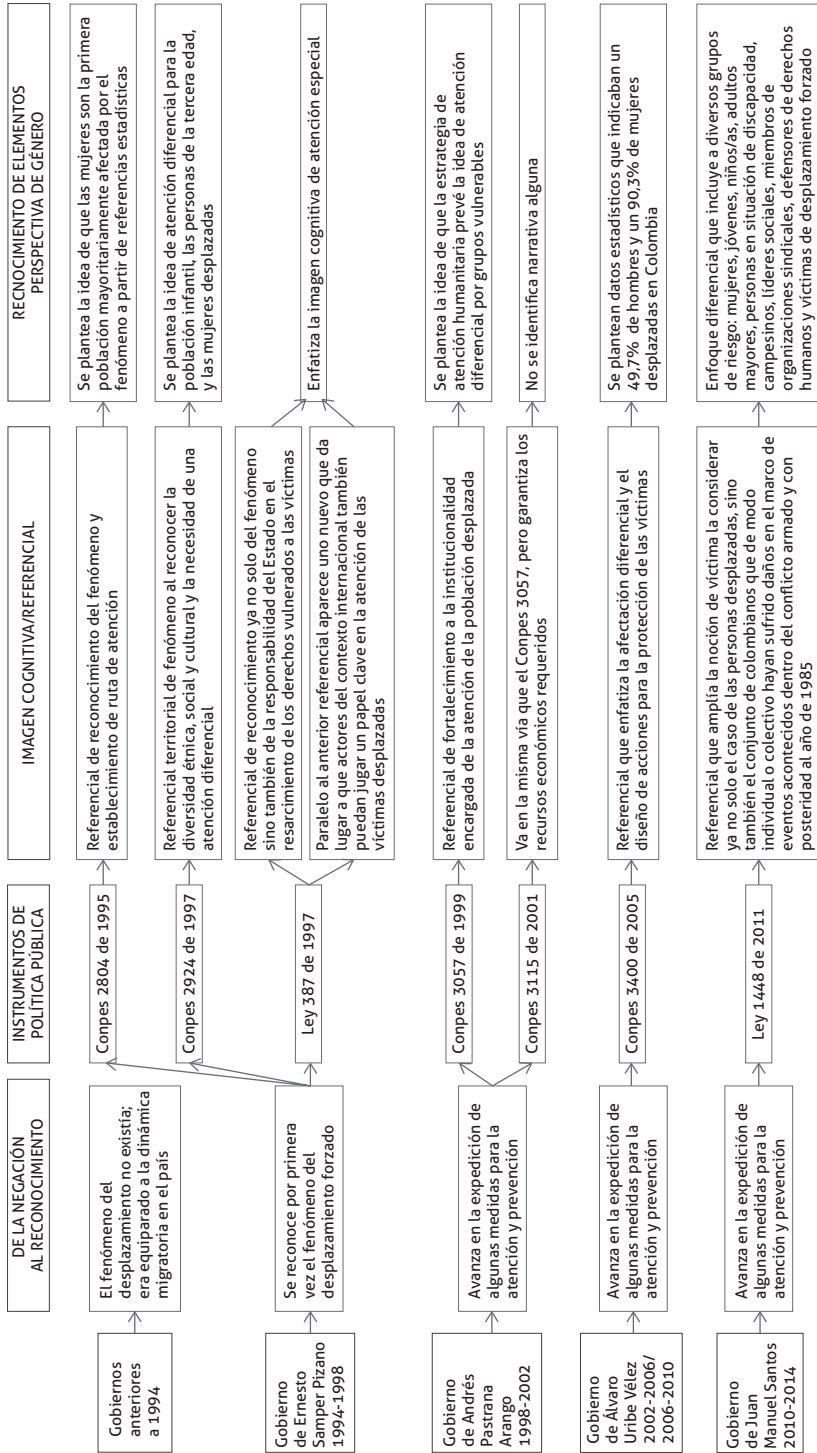 DE LA NEGACIÓN
AL RECONOCIMIENTO
INSTRUMENTOS DE
POLÍTICA PÚBLICA
IMAGEN COGNITIVA/REFERENCIAL
RECNOCIMIENTO DE ELEMENTOS
PERSPECTIVA DE GÉNERO
Gobiernos
anteriores
a 1994
El fenómeno del
desplazamiento no existía;
era equiparado a la dinámica
migratoria en el país
Gobierno
de Ernesto
Samper Pizano
1994-1998
Se reconoce por primera
vez el fenómeno del
desplazamiento forzado
Conpes 2804 de 1995
Referencial de reconocimiento del fenómeno y
establecimiento de ruta de atención
Se plantea la idea de que las mujeres son la primera
población mayoritariamente afectada por el
fenómeno a partir de referencias estadísticas
Conpes 2924 de 1997
Referencial territorial de fenómeno al reconocer la
diversidad étnica, social y cultural y la necesidad de una
atención diferencial
Se plantea la idea de atención diferencial para la
población infantil, las personas de la tercera edad,
y las mujeres desplazadas
Ley 387 de 1997
Referencial de reconocimiento ya no solo del fenómeno
sino también de la responsabilidad del Estado en el
resarcimiento de los derechos vulnerados a las víctimas
Paralelo al anterior referencial aparece uno nuevo que da
lugar a que actores del contexto internacional también
puedan jugar un papel clave en la atención de las
víctimas desplazadas
Enfatiza la imagen cognitiva de atención especial
Gobierno
de Andrés
Pastrana
Arango
1998-2002
Avanza en la expedición de
algunas medidas para la
atención y prevención
Conpes 3057 de 1999
Referencial de fortalecimiento a la institucionalidad
encargada de la atención de la población desplazada
Se plantea la idea de que la estrategia de
atención humanitaria prevé la idea de atención
diferencial por grupos vulnerables
Conpes 3115 de 2001
Va en la misma vía que el Conpes 3057, pero garantiza los
recursos económicos requeridos
No se identifica narrativa alguna
Gobierno
de Álvaro
Uribe Vélez
2002-2006/
2006-2010
Avanza en la expedición de
algunas medidas para la
atención y prevención
Conpes 3400 de 2005
Referencial que enfatiza la afectación diferencial y el
diseño de acciones para la protección de las víctimas
Se plantean datos estadísticos que indicaban un
49,7% de hombres y un 90,3% de mujeres
desplazadas en Colombia
Gobierno
de Juan
Manuel Santos
2010-2014
Avanza en la expedición de
algunas medidas para la
atención y prevención
Ley 1448 de 2011
Referencial que amplía la noción de víctima la considerar
ya no solo el caso de las personas desplazadas, sino
también el conjunto de colombianos que de modo
individual o colectivo hayan sufrido daños en el marco de
eventos acontecidos dentro del conflicto armado y con
posteridad al año de 1985
Enfoque diferencial que incluye a diversos grupos
de riesgo: mujeres, jóvenes, niños/as, adultos
mayores, personas en situación de discapacidad,
campesinos, líderes sociales, miembros de
organizaciones sindicales, defensores de derechos
humanos y víctimas de desplazamiento forzado